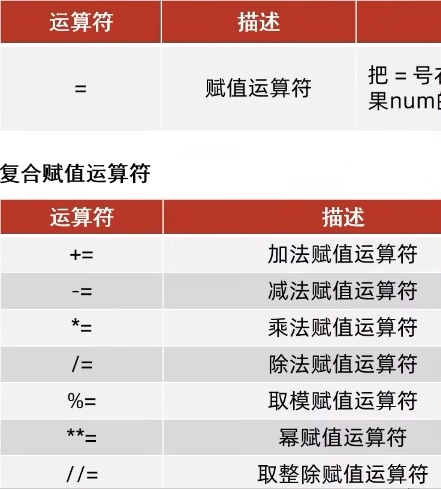 运算符 描述
= 赋值运算符 把 = 号
果num
复合赋值运算符
运算符 描述
+= 加法赋值运算符
-= 减法赋值运算符
*= 乘法赋值运算符
/= 除法赋值运算符
%= 取模赋值运算符
**= 幂赋值运算符
//= 取整除赋值运算符